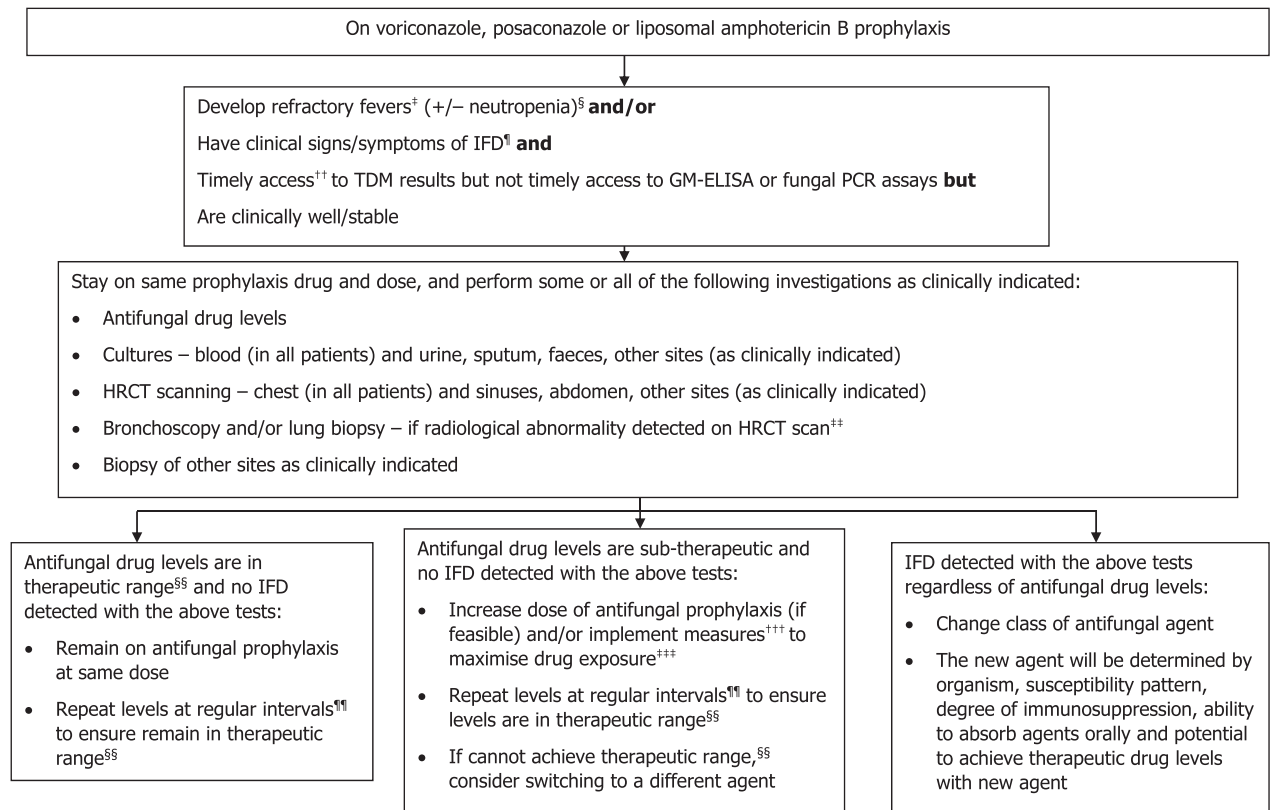 On voriconazole, posaconazole or liposomal amphotericin B prophylaxis
Develop refractory fevers‡ (+/– neutropenia)§ and/or
Have clinical signs/symptoms of IFD¶ and
Timely access†† to TDM results but not timely access to GM-ELISA or fungal PCR assays but
Are clinically well/stable
Stay on same prophylaxis drug and dose, and perform some or all of the following investigations as clinically indicated:
• Antifungal drug levels
• Cultures – blood (in all patients) and urine, sputum, faeces, other sites (as clinically indicated)
• HRCT scanning – chest (in all patients) and sinuses, abdomen, other sites (as clinically indicated)
• Bronchoscopy and/or lung biopsy – if radiological abnormality detected on HRCT scan‡‡
• Biopsy of other sites as clinically indicated
Antifungal drug levels are in
therapeutic range§§ and no IFD
detected with the above tests:
• Remain on antifungal prophylaxis
at same dose
• Repeat levels at regular intervals¶¶
to ensure remain in therapeutic
range§§
Antifungal drug levels are sub-therapeutic and
no IFD detected with the above tests:
• Increase dose of antifungal prophylaxis (if
feasible) and/or implement measures††† to
maximise drug exposure‡‡‡
• Repeat levels at regular intervals¶¶ to ensure
levels are in therapeutic range§§
• If cannot achieve therapeutic range,§§
consider switching to a different agent
IFD detected with the above tests
regardless of antifungal drug levels:
• Change class of antifungal agent
• The new agent will be determined by
organism, susceptibility pattern,
degree of immunosuppression, ability
to absorb agents orally and potential
to achieve therapeutic drug levels
with new agent